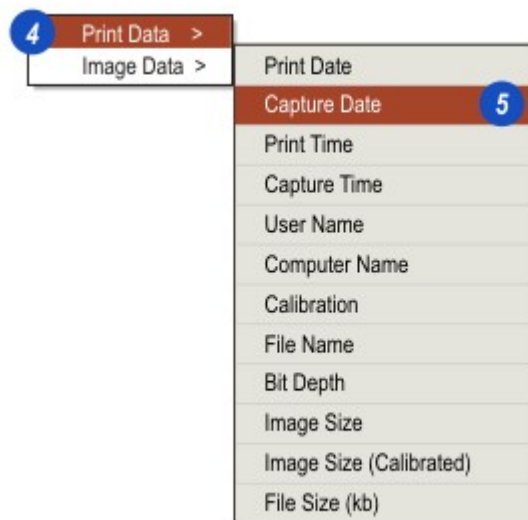 4 Print Data >
Image Data >
Print Date
Capture Date 5
Print Time
Capture Time
User Name
Computer Name
Calibration
File Name
Bit Depth
Image Size
Image Size (Calibrated)
File Size (kb)